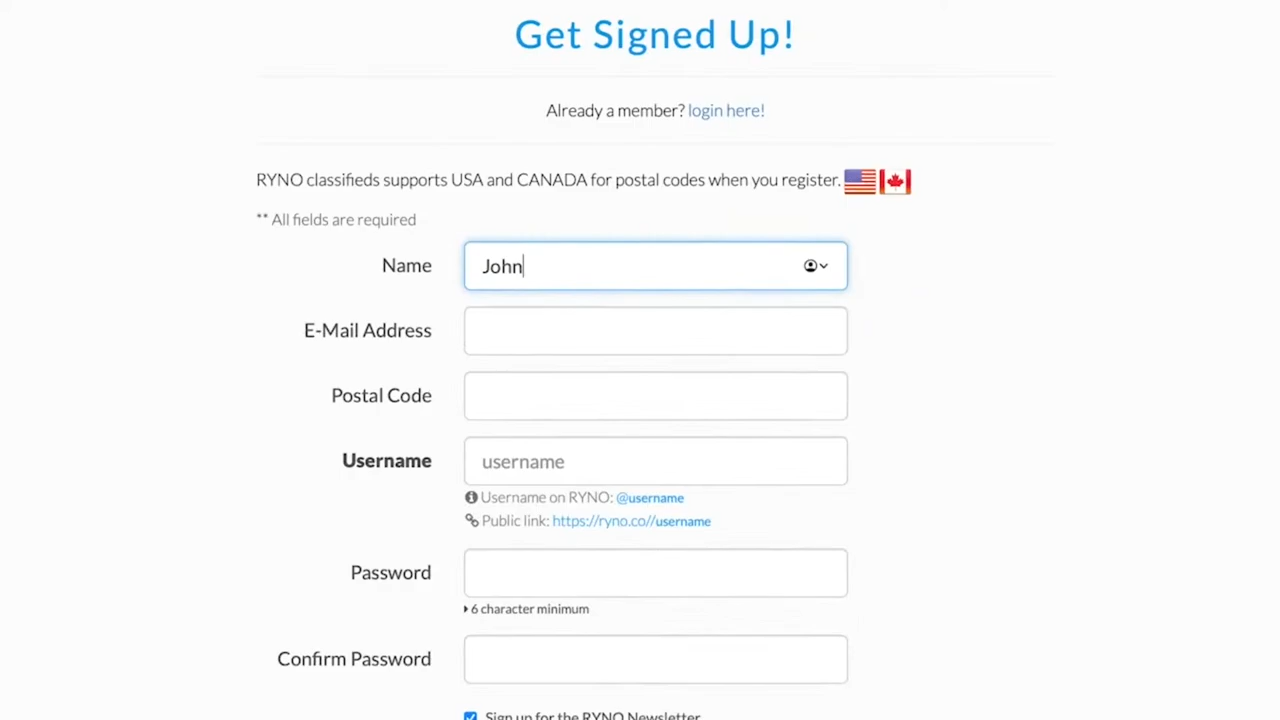 Get Signed Up!
Already a member? login here!
RYNO classifieds supports USA and CANADA for postal codes when you register.
** All fields are required
Name
John
E-Mail Address
Postal Code
Username
username
Username on RYNO: @username
Public link: https://ryno.co//username
Password
6 character minimum
Confirm Password
Sign up for the RYNO Newsletter